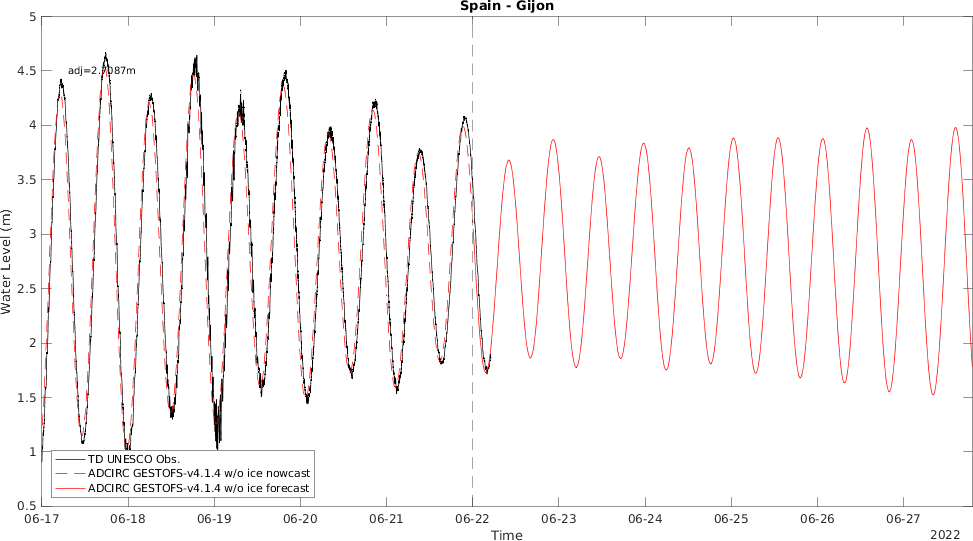 Spain - Gijon
5
4.5
4
3.5
3
2.5
2
1.5
1
0.5
Water Level (m)
adj=2.7087m
TD UNESCO Obs.
ADCIRC GESTOFS-v4.1.4 w/o ice nowcast
ADCIRC GESTOFS-v4.1.4 w/o ice forecast
06-17 06-18 06-19 06-20 06-21 06-22 06-23 06-24 06-25 06-26 06-27
Time
2022